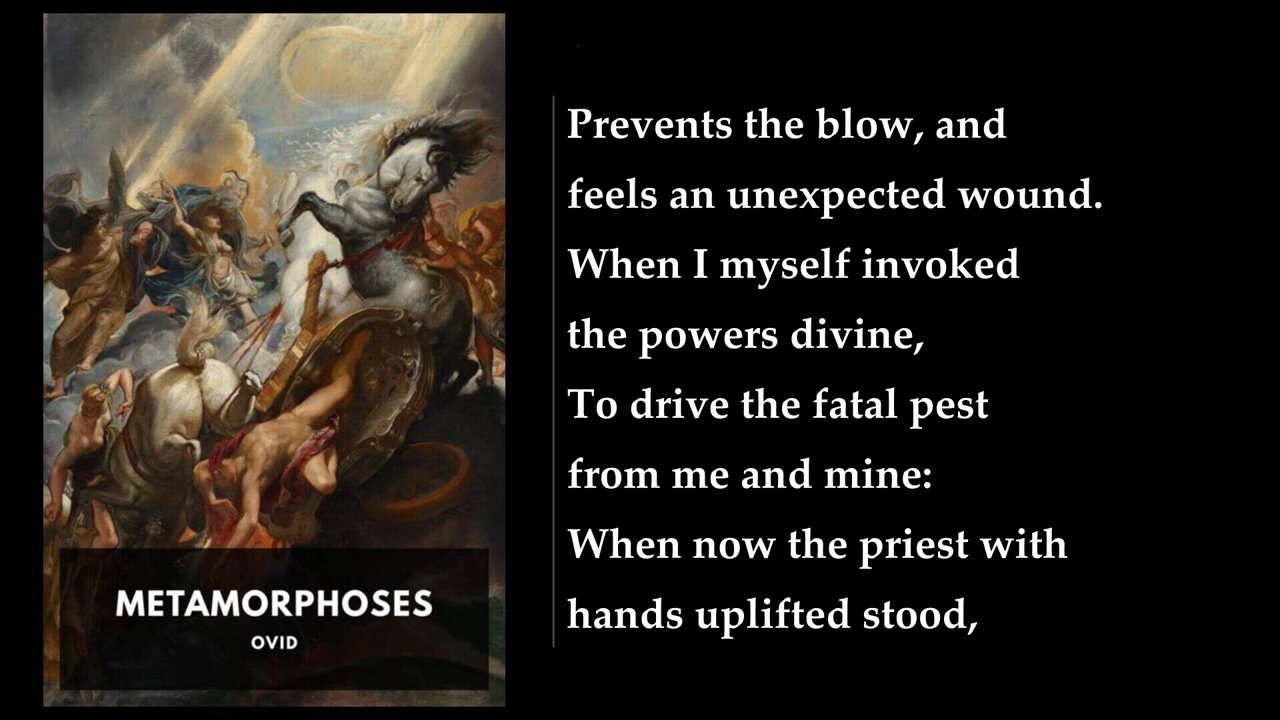 METAMORPHOSES
OVID
Prevents the blow, and
feels an unexpected wound.
When I myself invoked
the powers divine,
To drive the fatal pest
from me and mine:
When now the priest with
hands uplifted stood,